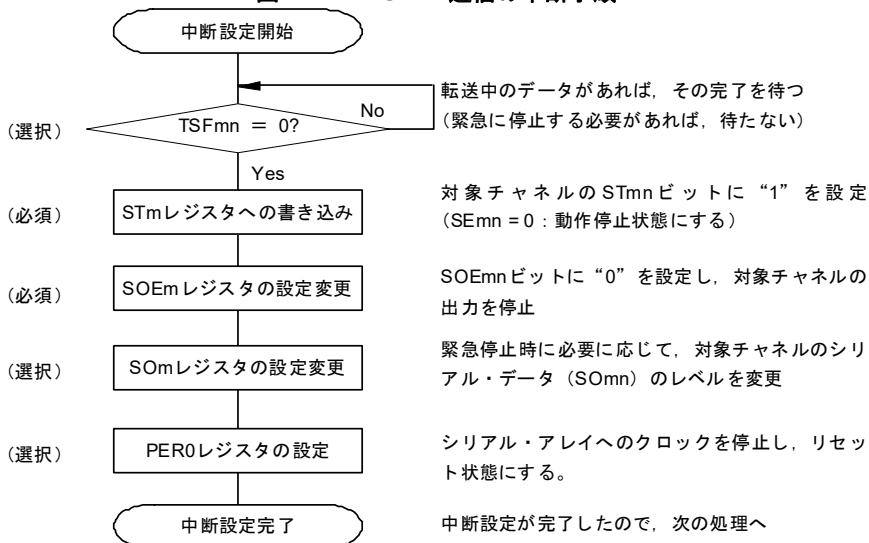 中断設定開始
転送中のデータがあれば，その完了を待つ
（緊急に停止する必要があれば，待たない）
（選択）
TSFmn ＝ 0?
No
Yes
（必須）
STmレジスタへの書き込み
対象チャネルのSTmnビットに“1”を設定
（SEmn = 0：動作停止状態にする）
（必須）
SOEmレジスタの設定変更
SOEmnビットに“0”を設定し，対象チャネルの
出力を停止
（選択）
SOmレジスタの設定変更
緊急停止時に必要に応じて，対象チャネルのシリ
アル・データ（SOmn）のレベルを変更
（選択）
PER0レジスタの設定
シリアル・アレイへのクロックを停止し，リセッ
ト状態にする。
中断設定完了
中断設定が完了したので，次の処理へ